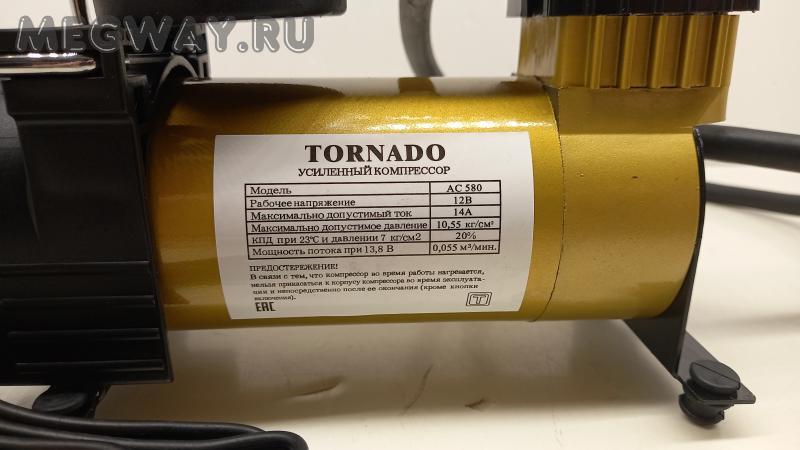 MEGWAY.RU
TORNADO
УСИЛЕННЫЙ КОМПРЕССОР
Модель AC 580
Рабочее напряжение 12В
Максимально допустимый ток 14А
Максимально допустимое давление 10,55 кг/см²
КПД при 23°С и давлении 7 кг/см2 20%
Мощность потока при 13,8 В 0,055 м³/мин.
ПРЕДОСТЕРЕЖЕНИЕ!
В связи с тем, что компрессор во время работы нагревается,
нельзя прикасаться к корпусу компрессора во время эксплуата-
ции и непосредственно после ее окончания (кроме кнопки
включения).
EAC
T